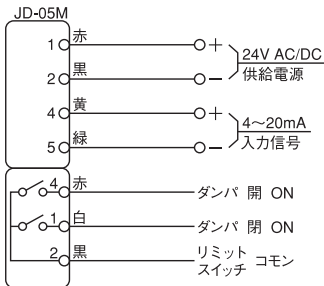 JD-05M
1 赤 +
2 黒 −
24V AC/DC
供給電源
4 黄 +
5 緑 −
4〜20mA
入力信号
4 赤 ダンパ 開 ON
1 白 ダンパ 閉 ON
2 黒 リミットスイッチ コモン